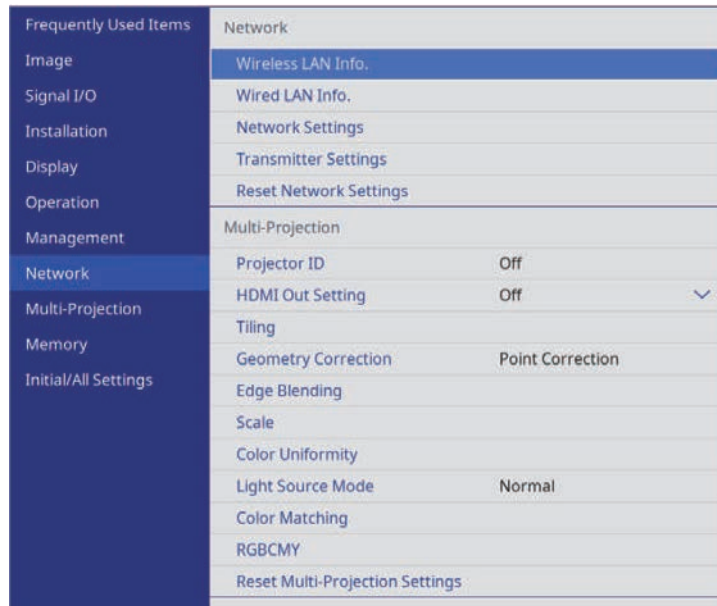 Frequently Used Items
Image
Signal I/O
Installation
Display
Operation
Management
Network
Multi-Projection
Memory
Initial/All Settings
Network
Wireless LAN Info.
Wired LAN Info.
Network Settings
Transmitter Settings
Reset Network Settings
Multi-Projection
Projector ID Off
HDMI Out Setting Off
Tiling
Geometry Correction Point Correction
Edge Blending
Scale
Color Uniformity
Light Source Mode Normal
Color Matching
RGBCMY
Reset Multi-Projection Settings